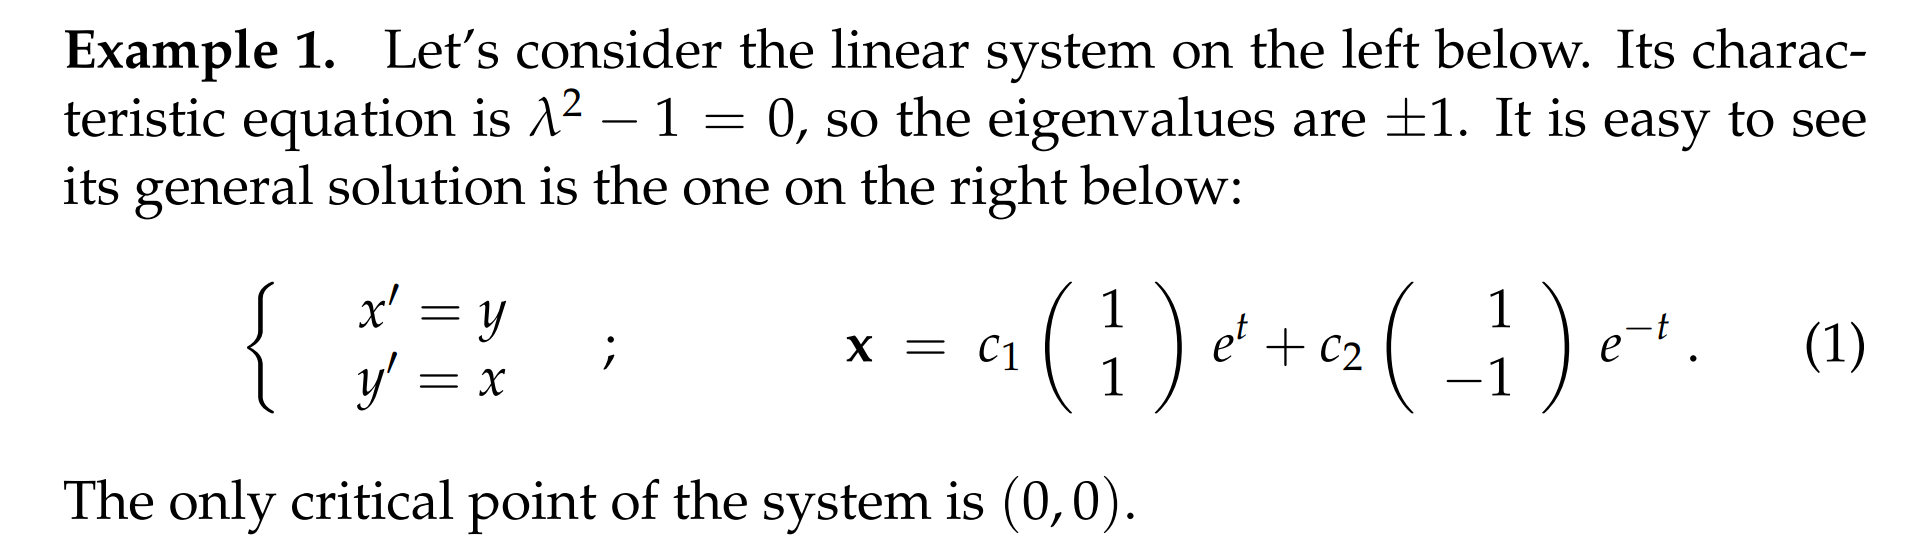 Example 1. Let’s consider the linear system on the left below. Its charac-
teristic equation is λ² − 1 = 0, so the eigenvalues are ±1. It is easy to see
its general solution is the one on the right below:
{ x′ = y
y′ = x ; x = c₁ ( 1 1 ) eᵗ + c₂ ( 1 −1 ) e⁻ᵗ . (1)
The only critical point of the system is (0, 0).